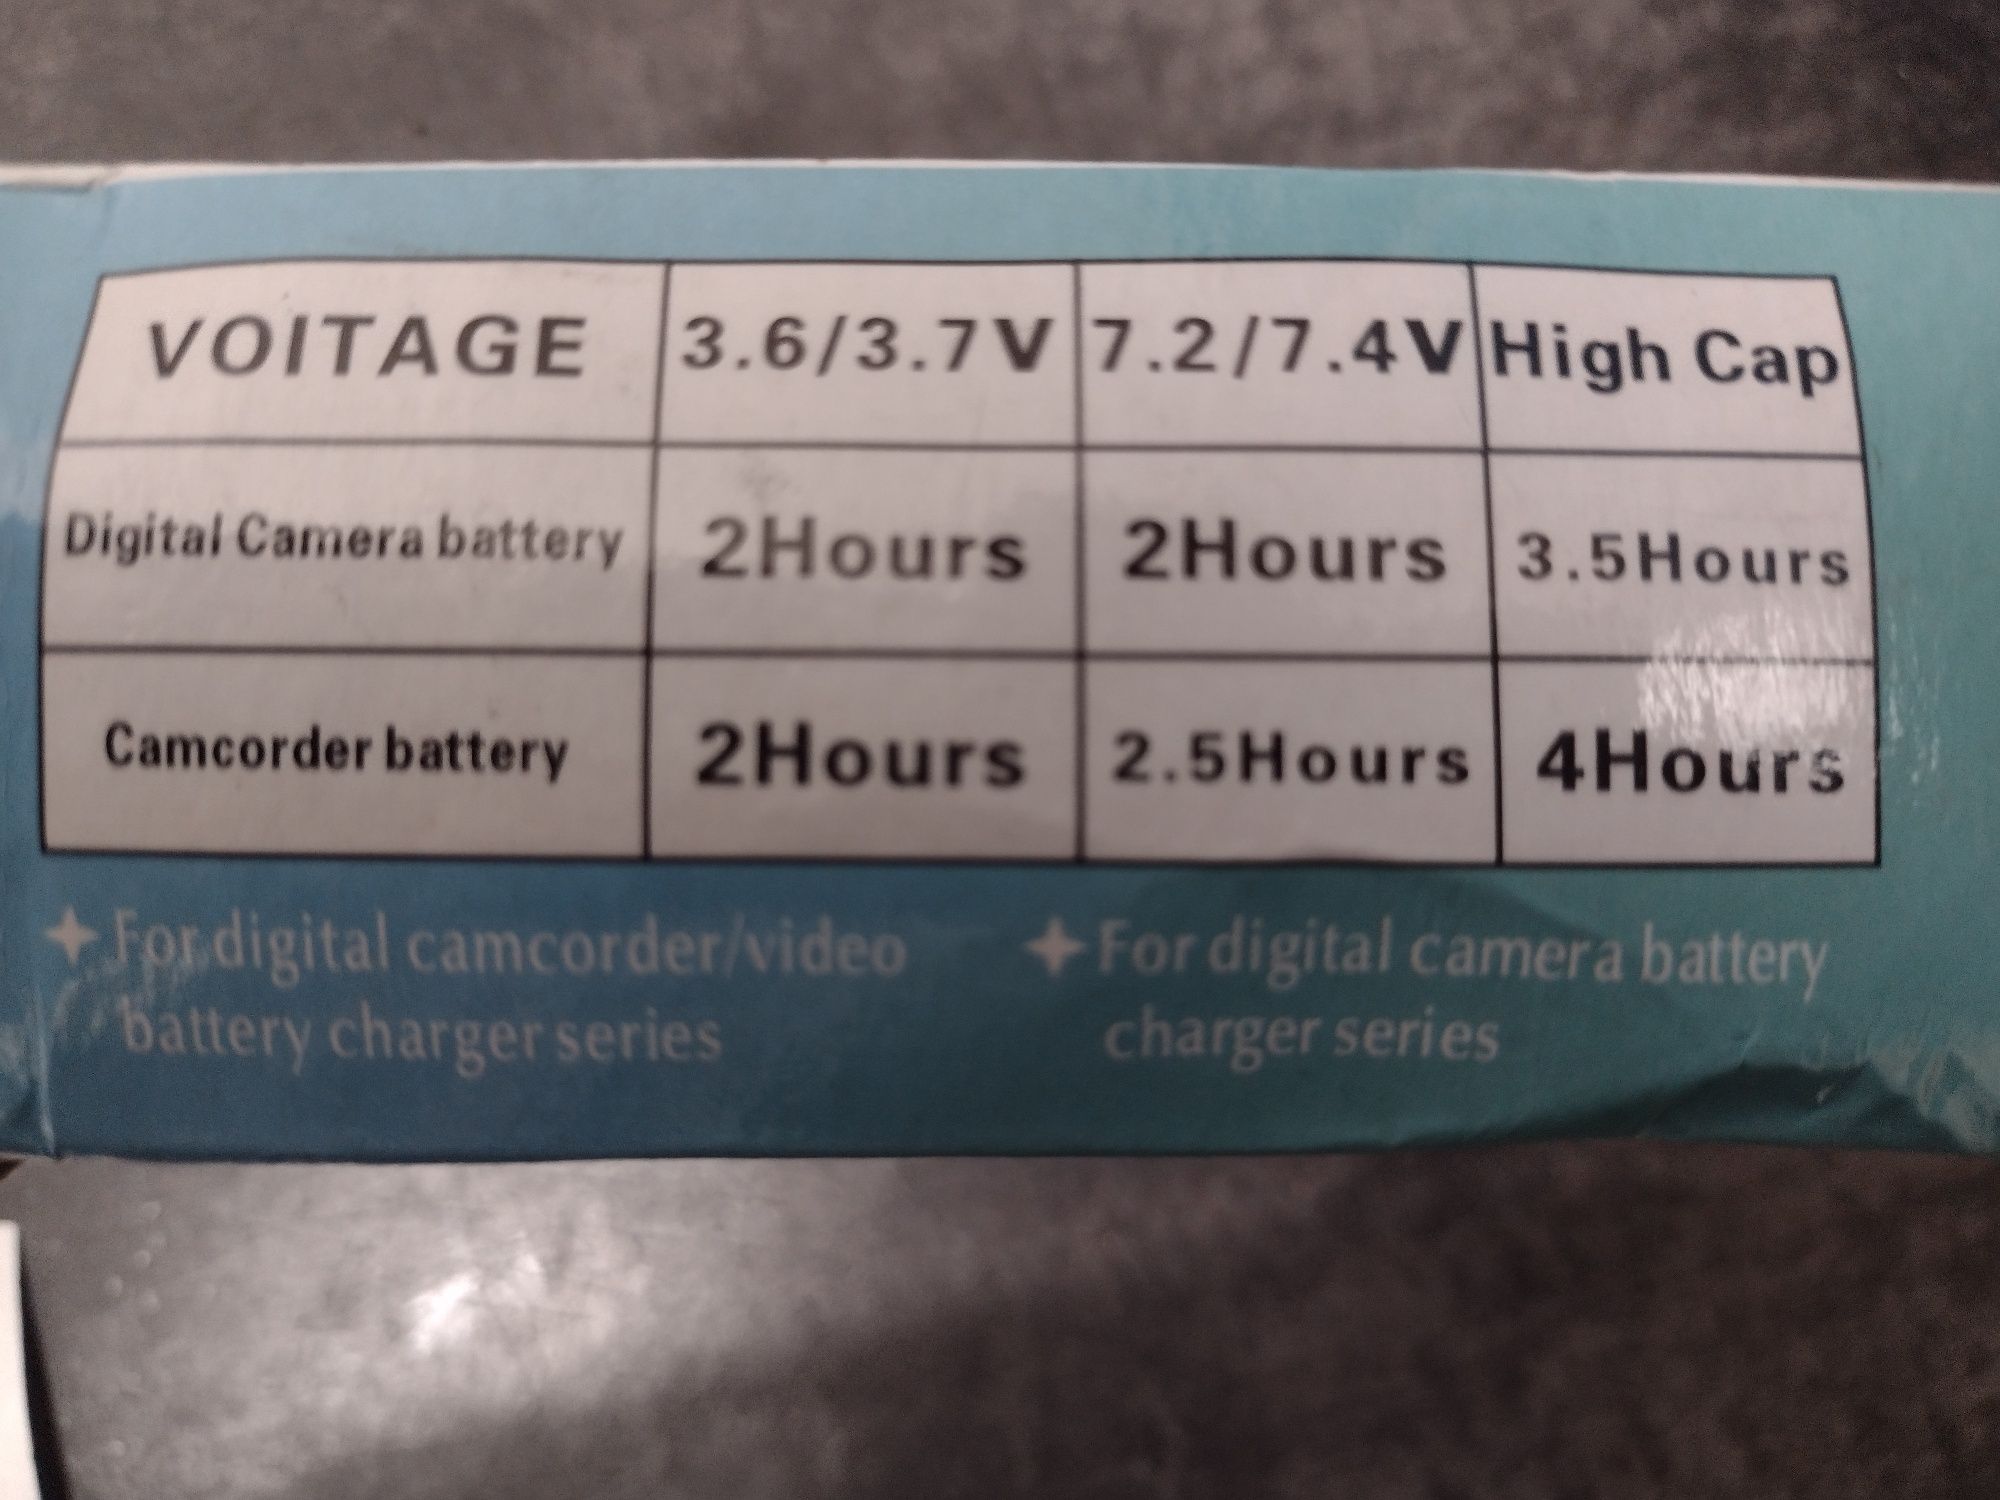 VOITAGE 3.6/3.7V 7.2/7.4V High Cap
Digital Camera battery 2Hours 2Hours 3.5Hours
Camcorder battery 2Hours 2.5Hours 4Hours
For digital camcorder/video
battery charger series
For digital camera battery
charger series